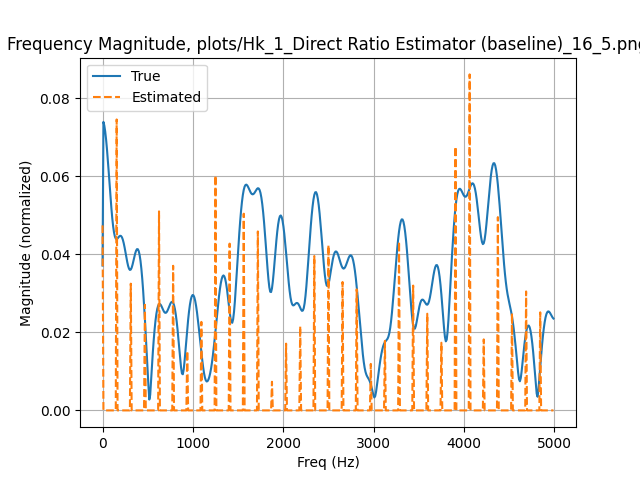 Frequency Magnitude, plots/Hk_1_Direct Ratio Estimator (baseline)_16_5.png
True
Estimated
0.08
0.06
0.04
0.02
0.00
Magnitude (normalized)
0 1000 2000 3000 4000 5000
Freq (Hz)